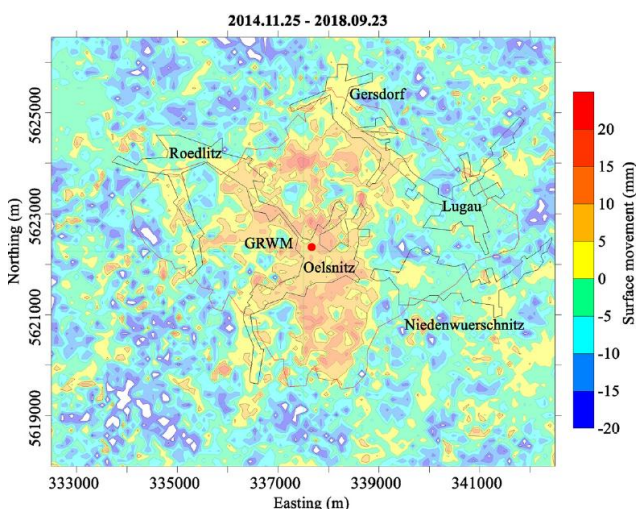 2014.11.25 - 2018.09.23
Gersdorf
Roedlitz
Lugau
GRWM
Oelsnitz
Niedenwuerschnitz
Northing (m)
5625000
5623000
5621000
5619000
333000 335000 337000 339000 341000
Easting (m)
20
15
10
5
0
-5
-10
-15
-20
Surface movement (mm)